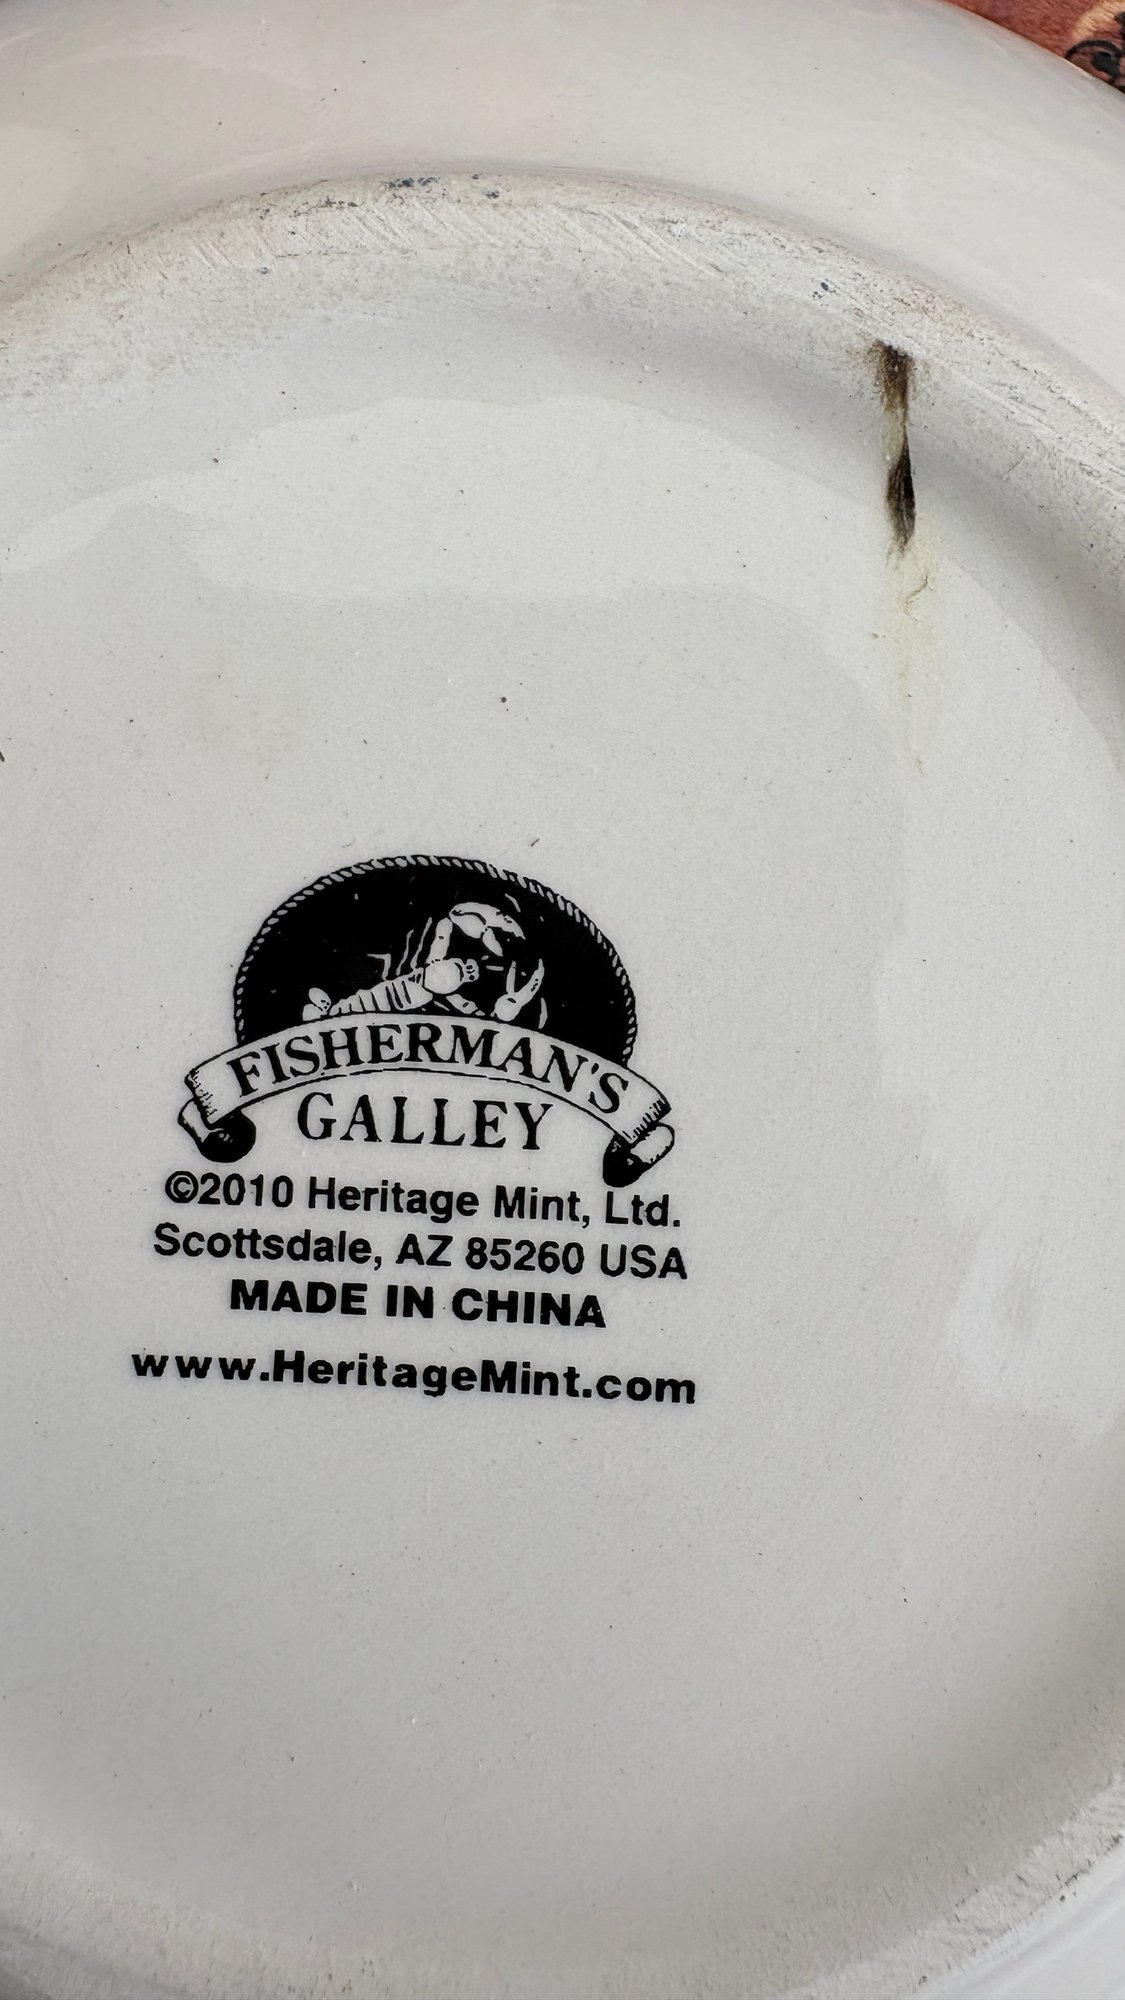 FISHERMAN'S
GALLEY
©2010 Heritage Mint, Ltd.
Scottsdale, AZ 85260 USA
MADE IN CHINA
www.HeritageMint.com